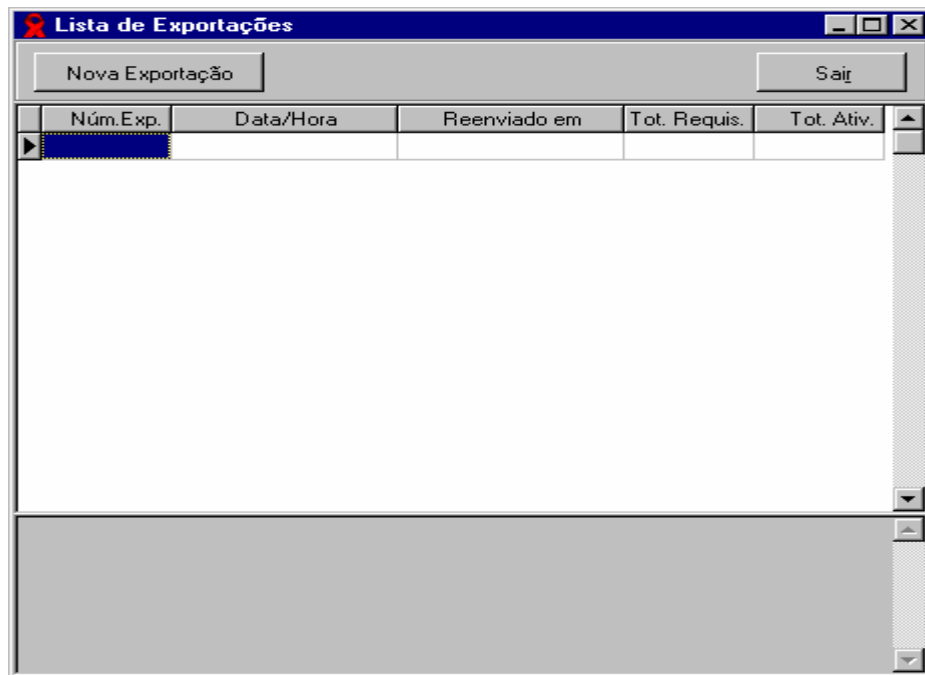 Lista de Exportações
Nova Exportação Sair
Núm.Exp. Data/Hora Reenviado em Tot. Requis. Tot. Ativ.